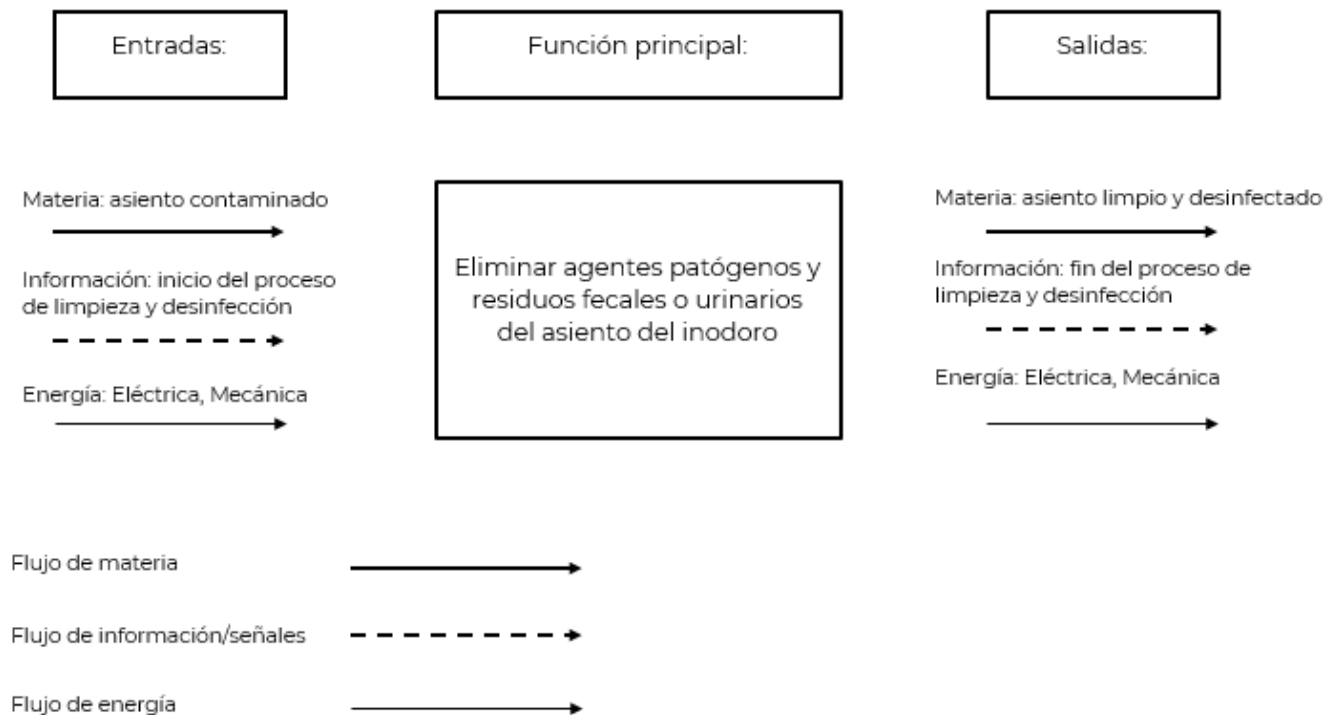 Entradas:
Función principal:
Salidas:
Materia: asiento contaminado
Información: inicio del proceso
de limpieza y desinfección
Energía: Eléctrica, Mecánica
Eliminar agentes patógenos y
residuos fecales o urinarios
del asiento del inodoro
Materia: asiento limpio y desinfectado
Información: fin del proceso de
limpieza y desinfección
Energía: Eléctrica, Mecánica
Flujo de materia
Flujo de información/señales
Flujo de energía